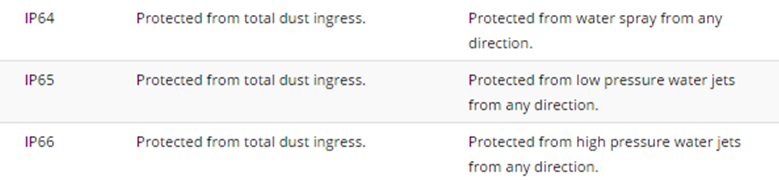 IP64 Protected from total dust ingress. Protected from water spray from any
direction.
IP65 Protected from total dust ingress. Protected from low pressure water jets
from any direction.
IP66 Protected from total dust ingress. Protected from high pressure water jets
from any direction.